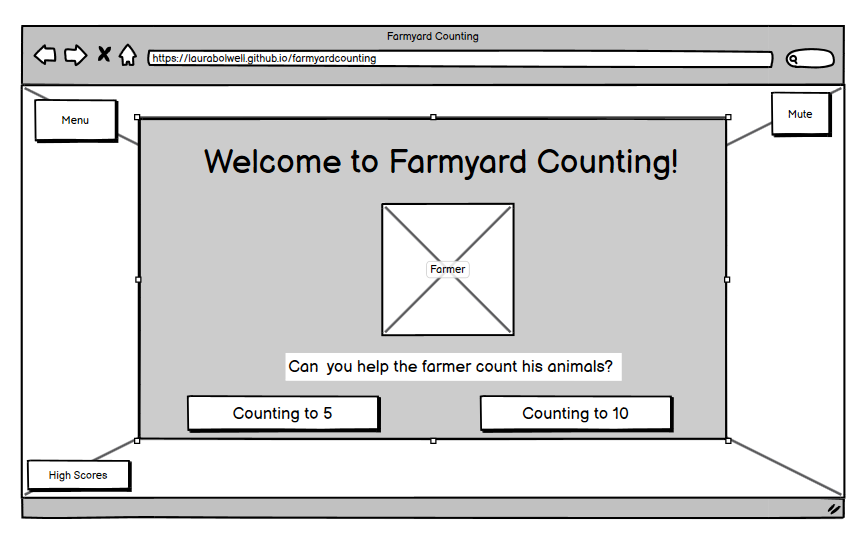 Farmyard Counting
https://laurabolwell.github.io/farmyardcounting
Menu
Mute
Welcome to Farmyard Counting!
Farmer
Can you help the farmer count his animals?
Counting to 5
Counting to 10
High Scores